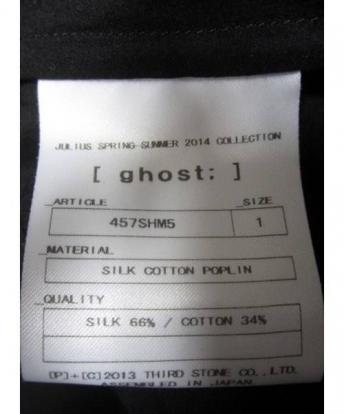 JULIUS SPRING-SUMMER 2014 COLLECTION
[ ghost; ]
_ARTICLE _SIZE
457SHM5 1
_MATERIAL
SILK COTTON POPLIN
_QUALITY
SILK 66% / COTTON 34%
[P]+[C]2013 THIRD STONE CO.,LTD.
ASSEMBLED IN JAPAN.